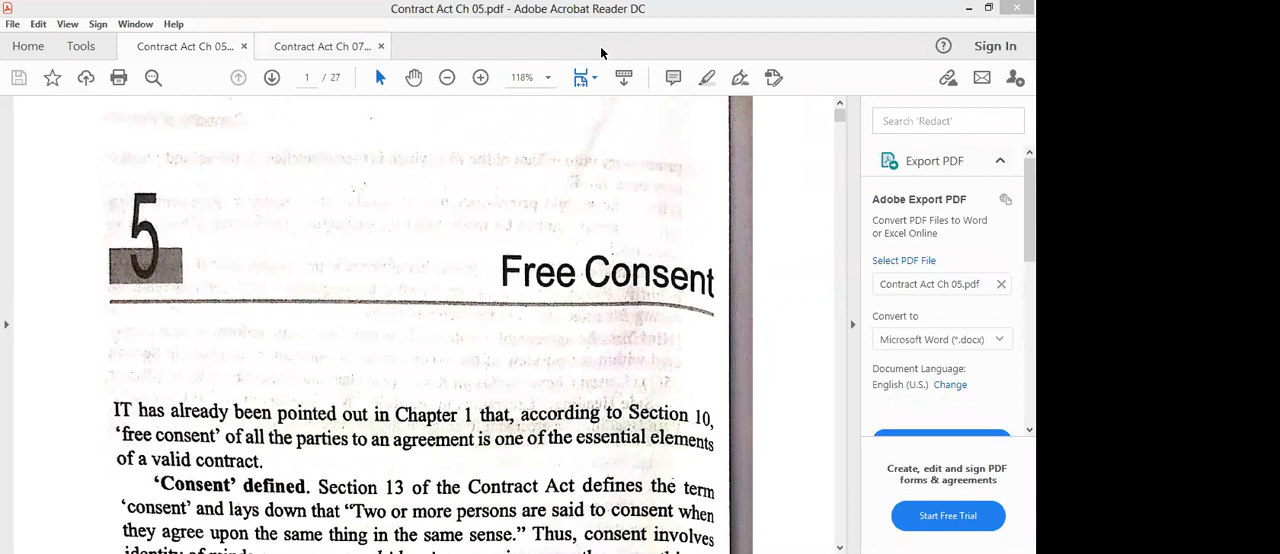 Contract Act Ch 05.pdf - Adobe Acrobat Reader DC
File Edit View Sign Window Help
Home Tools Contract Act Ch 05... × Contract Act Ch 07... × Sign In
1 / 27 118%
5
Free Consent
IT has already been pointed out in Chapter 1 that, according to Section 10,
‘free consent’ of all the parties to an agreement is one of the essential elements
of a valid contract.
‘Consent’ defined. Section 13 of the Contract Act defines the term
‘consent’ and lays down that “Two or more persons are said to consent when
they agree upon the same thing in the same sense.” Thus, consent involves
identity of minds
Search 'Redact'
Export PDF
Adobe Export PDF
Convert PDF Files to Word
or Excel Online
Select PDF File
Contract Act Ch 05.pdf
Convert to
Microsoft Word (*.docx)
Document Language:
English (U.S.) Change
Create, edit and sign PDF
forms & agreements
Start Free Trial